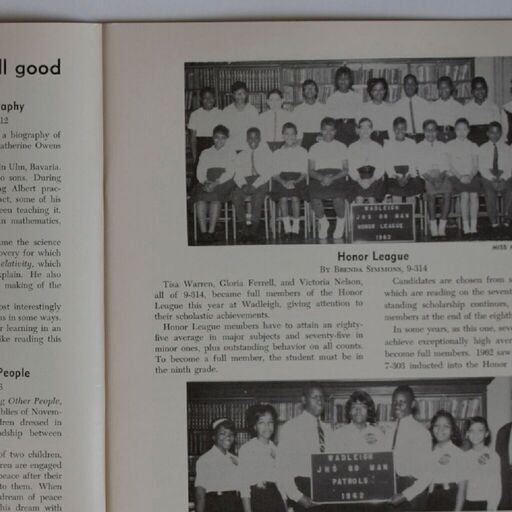 ll good
aphy
12
a biography of
atherine Owens
in Ulm, Bavaria.
o sons. During
g Albert prac-
act, some of his
een teaching it.
in mathematics,
me the science
overy for which
elativity, which
xplain. He also
making of the
ost interestingly
ns in some ways.
r learning in an
ike reading this
People
3
g Other People,
blies of Novem-
dren dressed in
ndship between
of two children.
ren are engaged
peace after their
to them. When
dream of peace
his dream with
WADLEIGH
JHS 88 MAN
HONOR LEAGUE
1962
MISS
Honor League
By Brenda Simmons, 9-314
Tisa Warren, Gloria Ferrell, and Victoria Nelson,
all of 9-314, became full members of the Honor
League this year at Wadleigh, giving attention to
their scholastic achievements.
Honor League members have to attain an eighty-
five average in major subjects and seventy-five in
minor ones, plus outstanding behavior on all counts.
To become a full member, the student must be in
the ninth grade.
Candidates are chosen from s
which are reading on the sevent
standing scholarship continues,
members at the end of the eighth
In some years, as this one, sever
achieve exceptionally high aver
become full members. 1962 saw
7-303 inducted into the Honor
WADLEIGH
JHS 88 MAN
PATROLS
1962